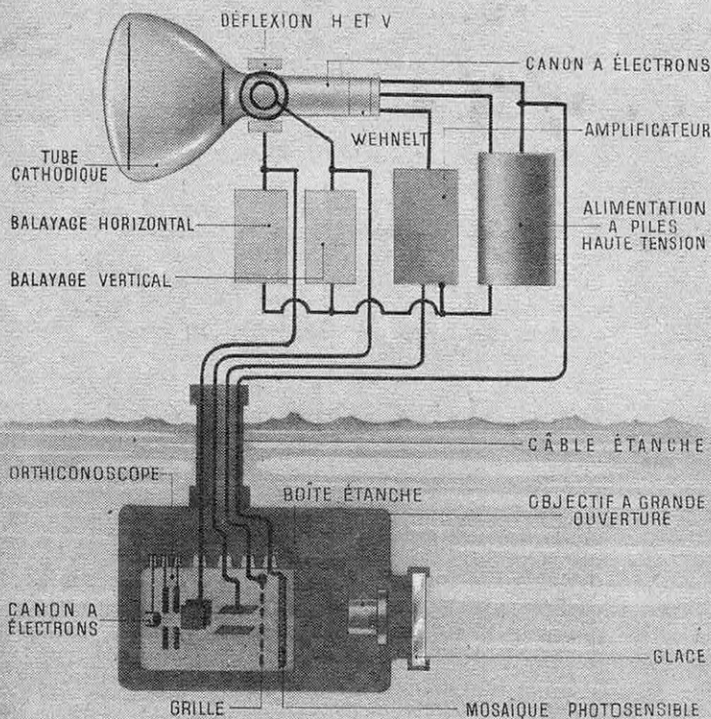 DÉFLEXION H ET V
CANON A ÉLECTRONS
WEHNELT
AMPLIFICATEUR
TUBE
CATHODIQUE
BALAYAGE HORIZONTAL
ALIMENTATION
A PILES
HAUTE TENSION
BALAYAGE VERTICAL
CÂBLE ÉTANCHE
ORTHICONOSCOPE
BOÎTE ÉTANCHE
OBJECTIF A GRANDE
OUVERTURE
CANON A
ÉLECTRONS
GLACE
GRILLE
MOSAÏQUE PHOTOSENSIBLE